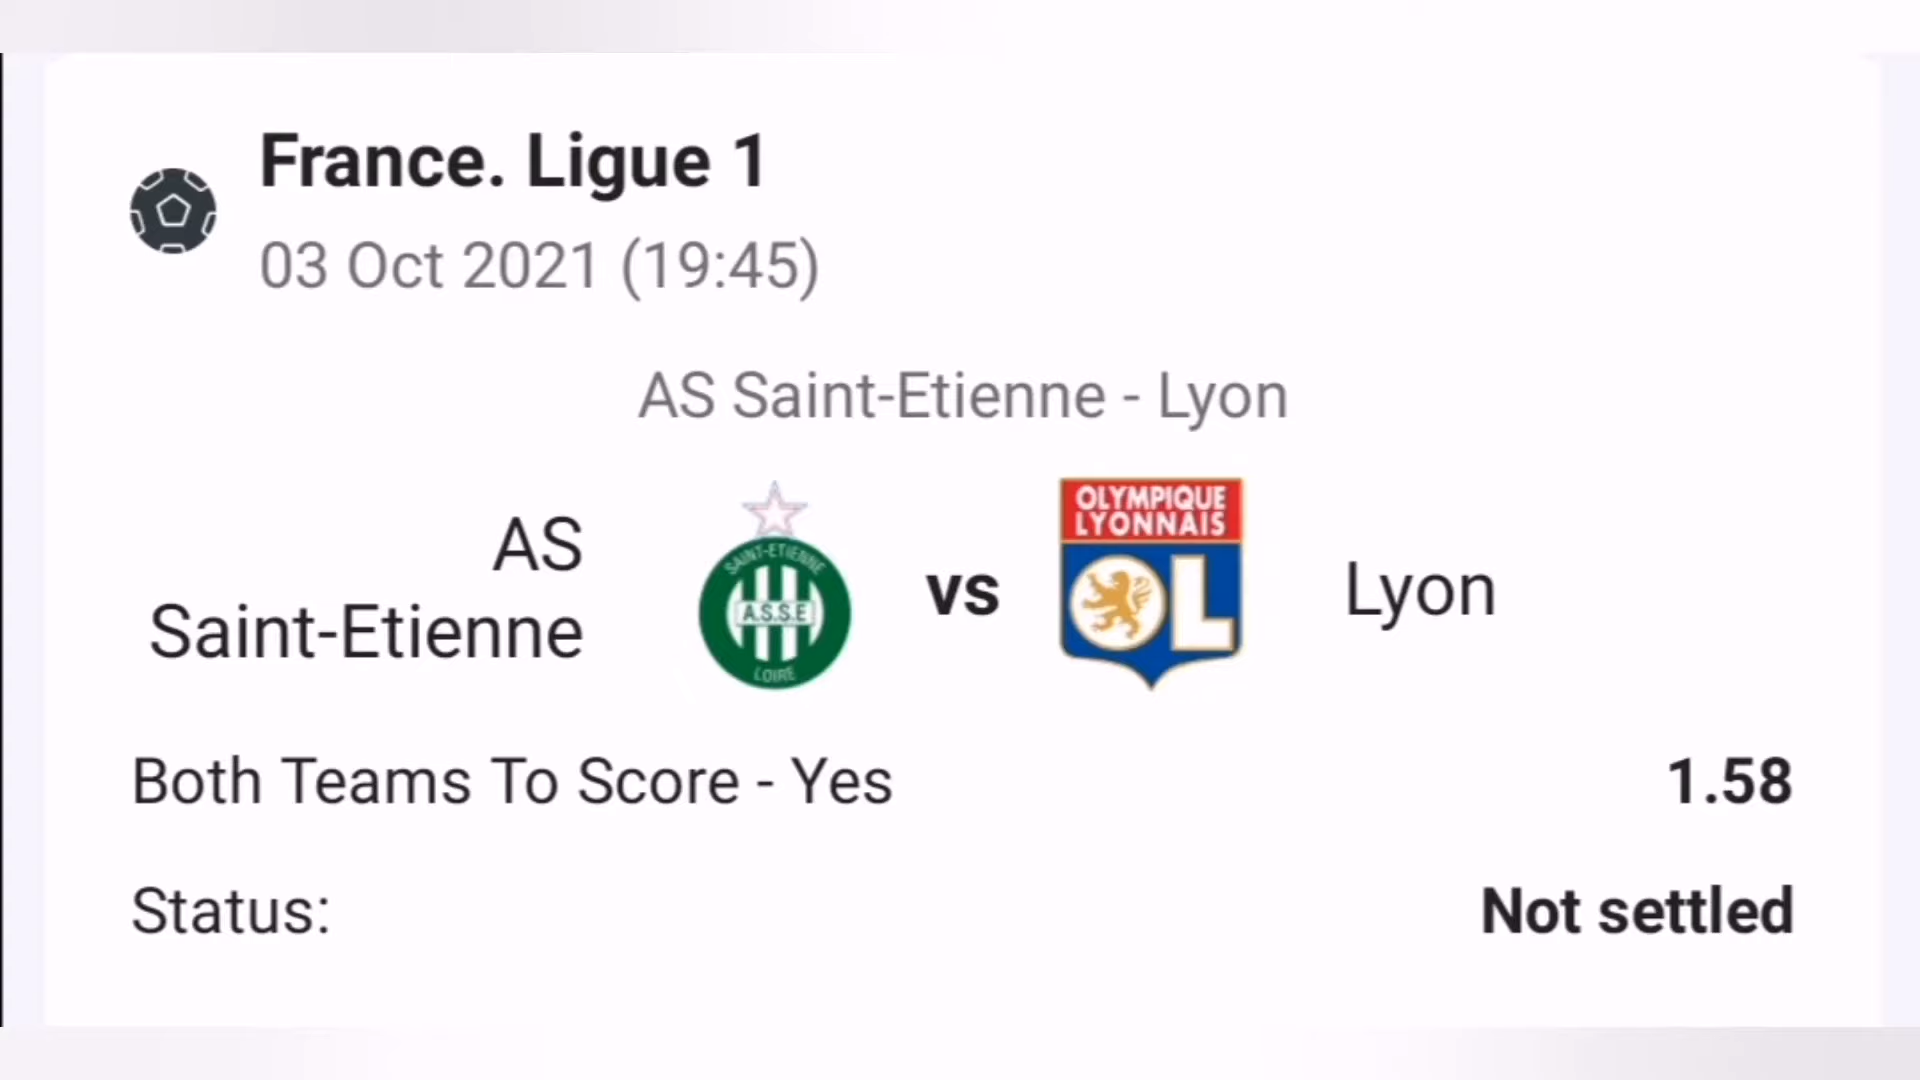 France. Ligue 1
03 Oct 2021 (19:45)
AS Saint-Etienne - Lyon
AS
Saint-Etienne
SAINT-ETIENNE
A.S.S.E
LOIRE
vs
OLYMPIQUE
LYONNAIS
OL
Lyon
Both Teams To Score - Yes
1.58
Status:
Not settled